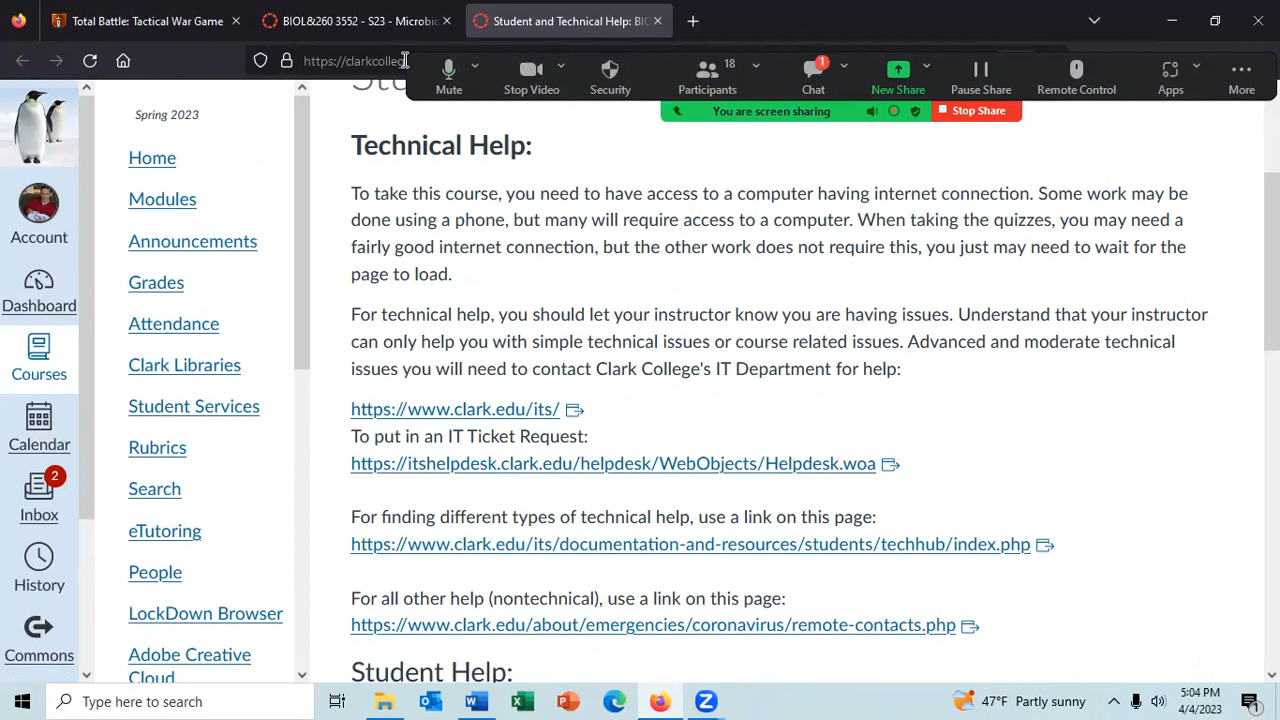 Total Battle: Tactical War Game
BIOL&260 3552 - S23 - Microbio
Student and Technical Help: BIO
https://clarkcolleg
Mute
Stop Video
Security
18
Participants
1
Chat
New Share
Pause Share
Remote Control
Apps
More
You are screen sharing
Stop Share
Account
Dashboard
Courses
Calendar
2
Inbox
History
Commons
Spring 2023
Home
Modules
Announcements
Grades
Attendance
Clark Libraries
Student Services
Rubrics
Search
eTutoring
People
LockDown Browser
Adobe Creative
Cloud
Technical Help:
To take this course, you need to have access to a computer having internet connection. Some work may be
done using a phone, but many will require access to a computer. When taking the quizzes, you may need a
fairly good internet connection, but the other work does not require this, you just may need to wait for the
page to load.
For technical help, you should let your instructor know you are having issues. Understand that your instructor
can only help you with simple technical issues or course related issues. Advanced and moderate technical
issues you will need to contact Clark College's IT Department for help:
https://www.clark.edu/its/
To put in an IT Ticket Request:
https://itshelpdesk.clark.edu/helpdesk/WebObjects/Helpdesk.woa
For finding different types of technical help, use a link on this page:
https://www.clark.edu/its/documentation-and-resources/students/techhub/index.php
For all other help (nontechnical), use a link on this page:
https://www.clark.edu/about/emergencies/coronavirus/remote-contacts.php
Student Help:
Type here to search
47°F Partly sunny
5:04 PM
4/4/2023
1